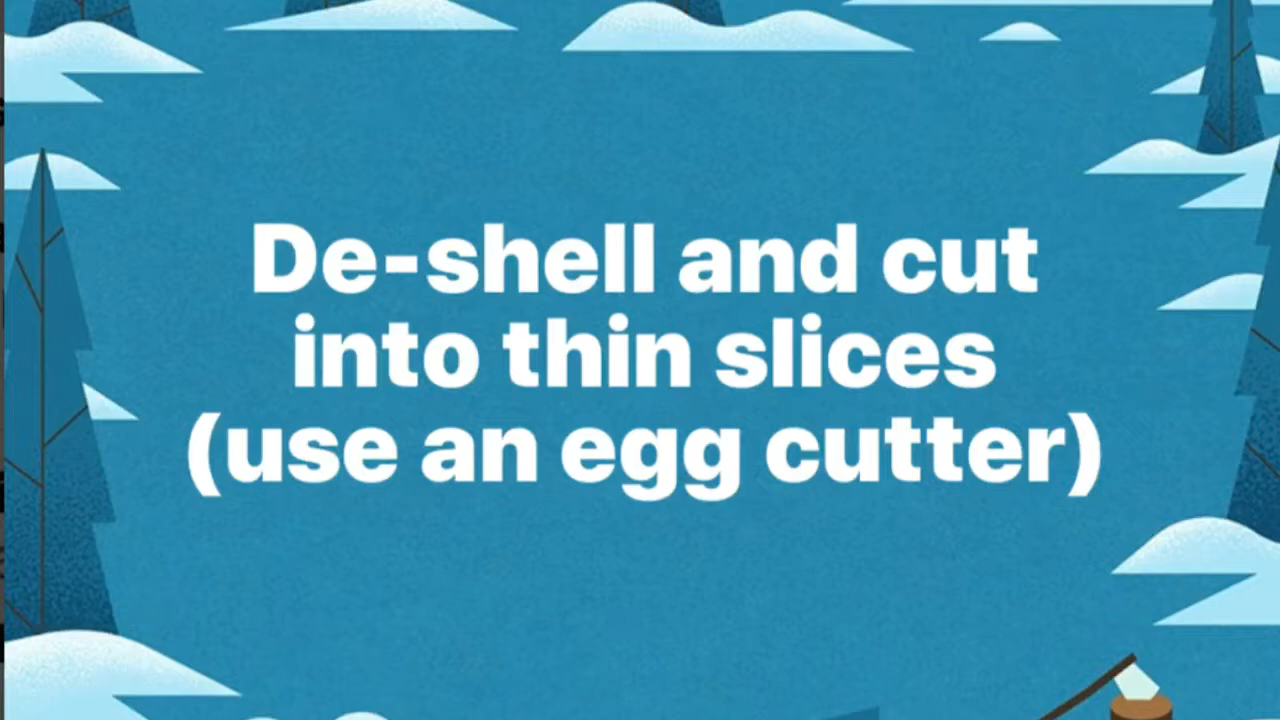 De-shell and cut
into thin slices
(use an egg cutter)